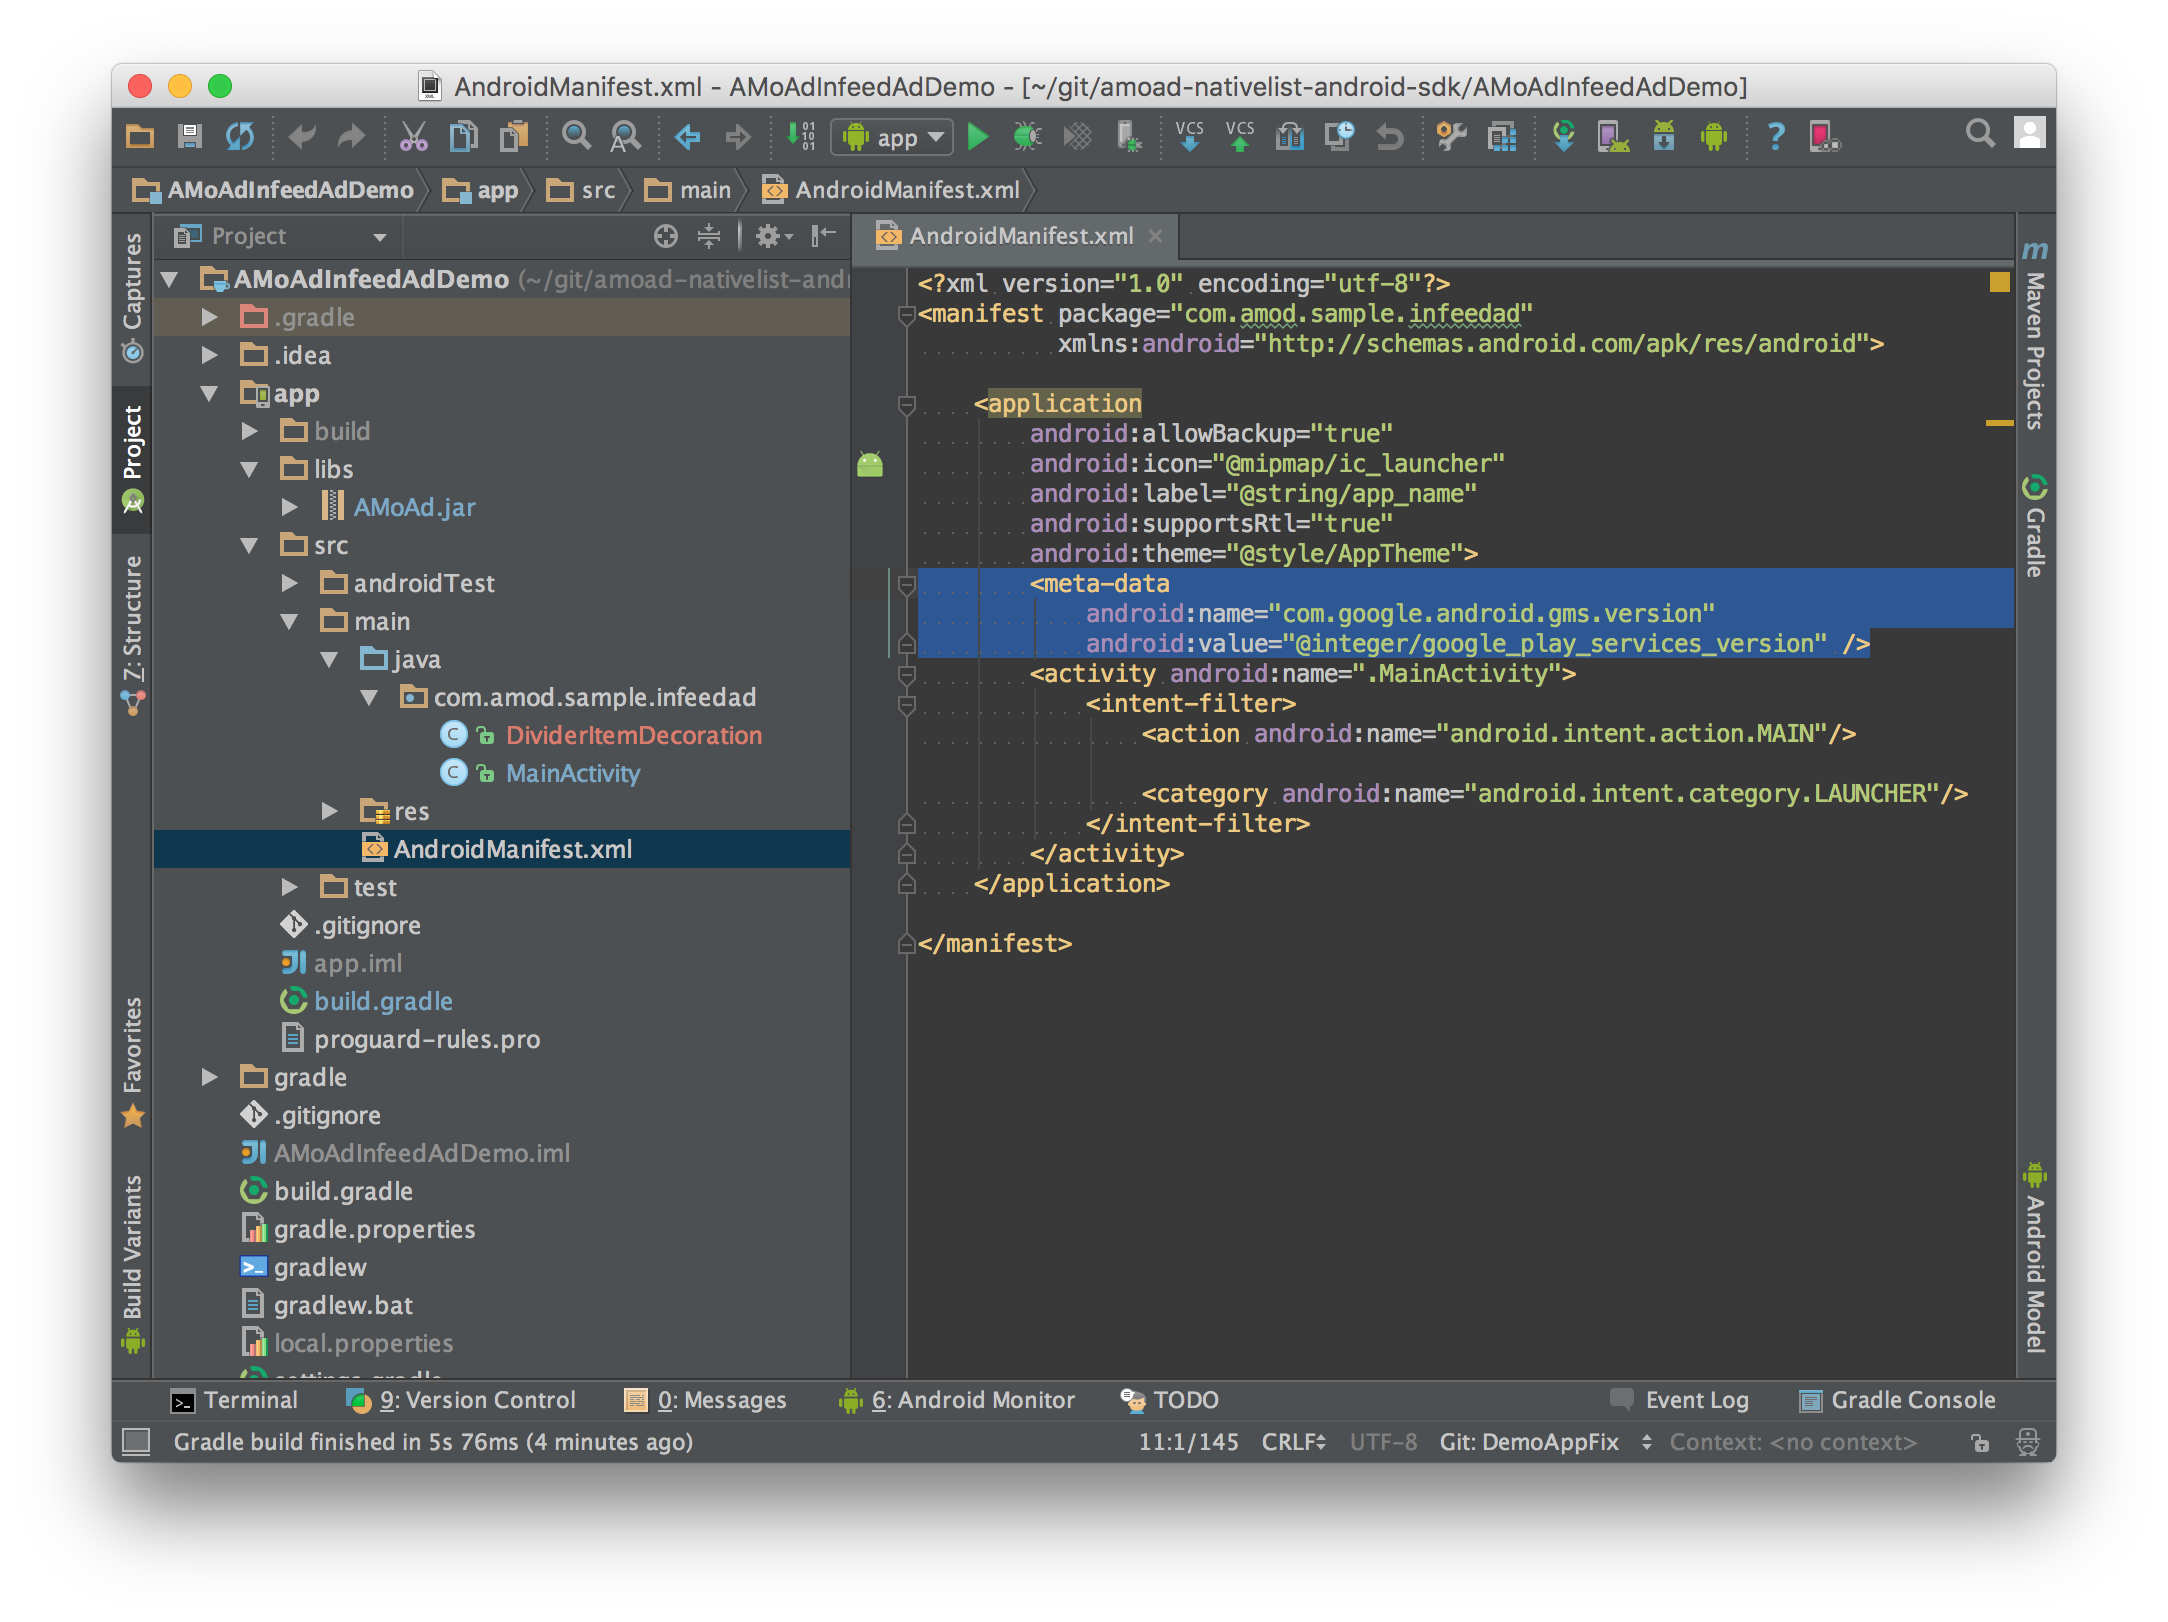 AndroidManifest.xml - AMoAdInfeedAdDemo - [~/git/amoad-nativelist-android-sdk/AMoAdInfeedAdDemo]
app
VCS VCS
AMoAdInfeedAdDemo app src main AndroidManifest.xml
Captures
Project
Z: Structure
Favorites
Build Variants
Project
AMoAdInfeedAdDemo (~/git/amoad-nativelist-andr
.gradle
.idea
app
build
libs
AMoAd.jar
src
androidTest
main
java
com.amod.sample.infeedad
DividerItemDecoration
MainActivity
res
AndroidManifest.xml
test
.gitignore
app.iml
build.gradle
proguard-rules.pro
gradle
.gitignore
AMoAdInfeedAdDemo.iml
build.gradle
gradle.properties
gradlew
gradlew.bat
local.properties
settings.gradle
AndroidManifest.xml
<?xml version="1.0" encoding="utf-8"?>
<manifest package="com.amod.sample.infeedad"
xmlns:android="http://schemas.android.com/apk/res/android">
<application
android:allowBackup="true"
android:icon="@mipmap/ic_launcher"
android:label="@string/app_name"
android:supportsRtl="true"
android:theme="@style/AppTheme">
<meta-data
android:name="com.google.android.gms.version"
android:value="@integer/google_play_services_version" />
<activity android:name=".MainActivity">
<intent-filter>
<action android:name="android.intent.action.MAIN"/>
<category android:name="android.intent.category.LAUNCHER"/>
</intent-filter>
</activity>
</application>
</manifest>
Maven Projects
Gradle
Android Model
Terminal 9: Version Control 0: Messages 6: Android Monitor TODO Event Log Gradle Console
Gradle build finished in 5s 76ms (4 minutes ago) 11:1/145 CRLF UTF-8 Git: DemoAppFix Context: <no context>